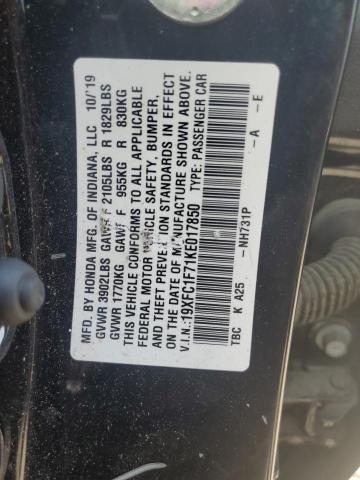 MFD. BY HONDA MFG. OF INDIANA, LLC 10/'19
GVWR 3902LBS GAWR F 2105LBS R 1829LBS
GVWR 1770KG GAWR F 955KG R 830KG
THIS VEHICLE CONFORMS TO ALL APPLICABLE
FEDERAL MOTOR VEHICLE SAFETY, BUMPER,
AND THEFT PREVENTION STANDARDS IN EFFECT
ON THE DATE OF MANUFACTURE SHOWN ABOVE.
V.I.N.:19XFC1F71KE017850 TYPE: PASSENGER CAR
TBC K A25 -NH731P -A -E